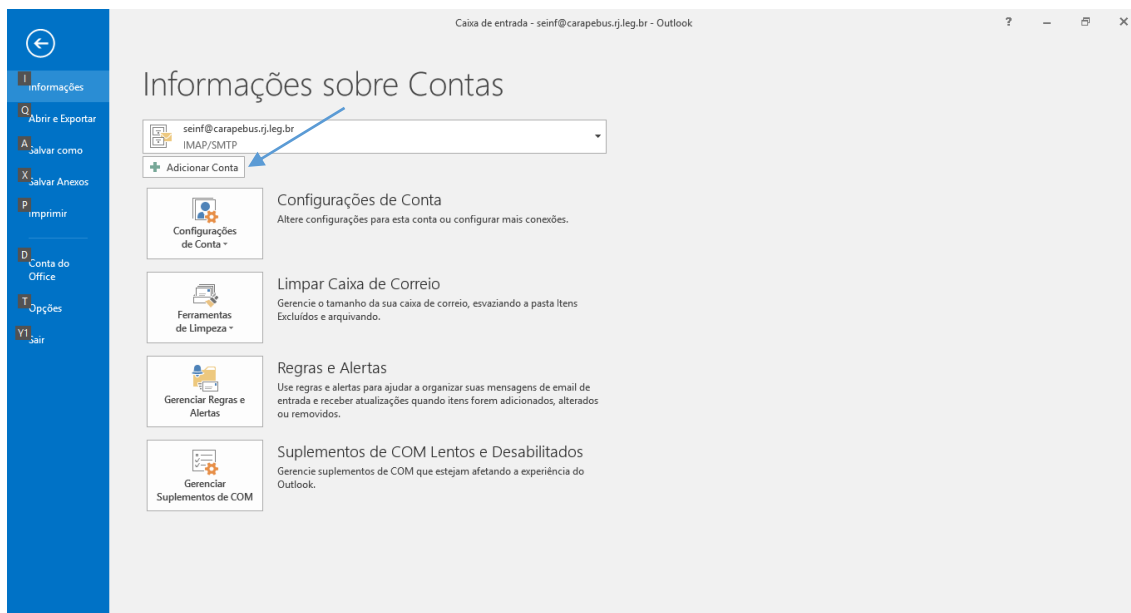 Caixa de entrada - seinf@carapebus.rj.leg.br - Outlook
?
I
Informações
Q
Abrir e Exportar
A
Salvar como
X
Salvar Anexos
P
Imprimir
D
Conta do
Office
T
Opções
Y1
Sair
Informações sobre Contas
seinf@carapebus.rj.leg.br
IMAP/SMTP
Adicionar Conta
Configurações
de Conta
Configurações de Conta
Altere configurações para esta conta ou configurar mais conexões.
Ferramentas
de Limpeza
Limpar Caixa de Correio
Gerencie o tamanho da sua caixa de correio, esvaziando a pasta Itens
Excluídos e arquivando.
Gerenciar Regras e
Alertas
Regras e Alertas
Use regras e alertas para ajudar a organizar suas mensagens de email de
entrada e receber atualizações quando itens forem adicionados, alterados
ou removidos.
Gerenciar
Suplementos de COM
Suplementos de COM Lentos e Desabilitados
Gerencie suplementos de COM que estejam afetando a experiência do
Outlook.